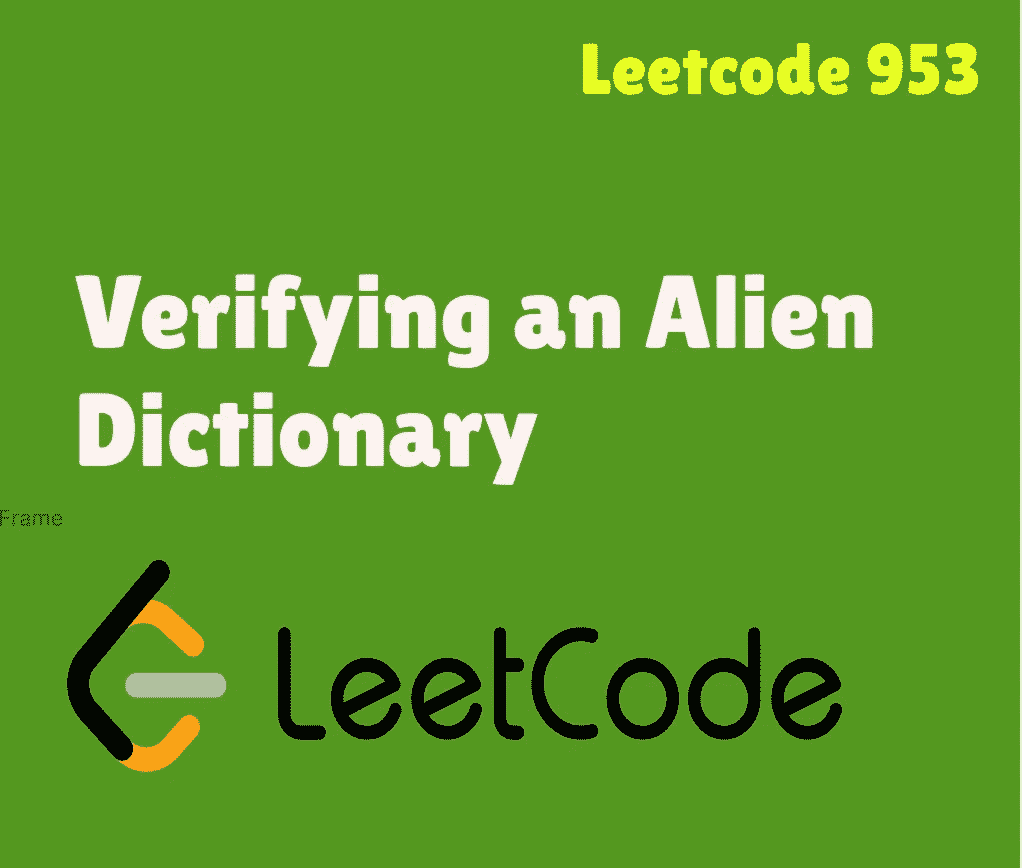 Leetcode 953
Verifying an Alien
Dictionary
Frame
LeetCode